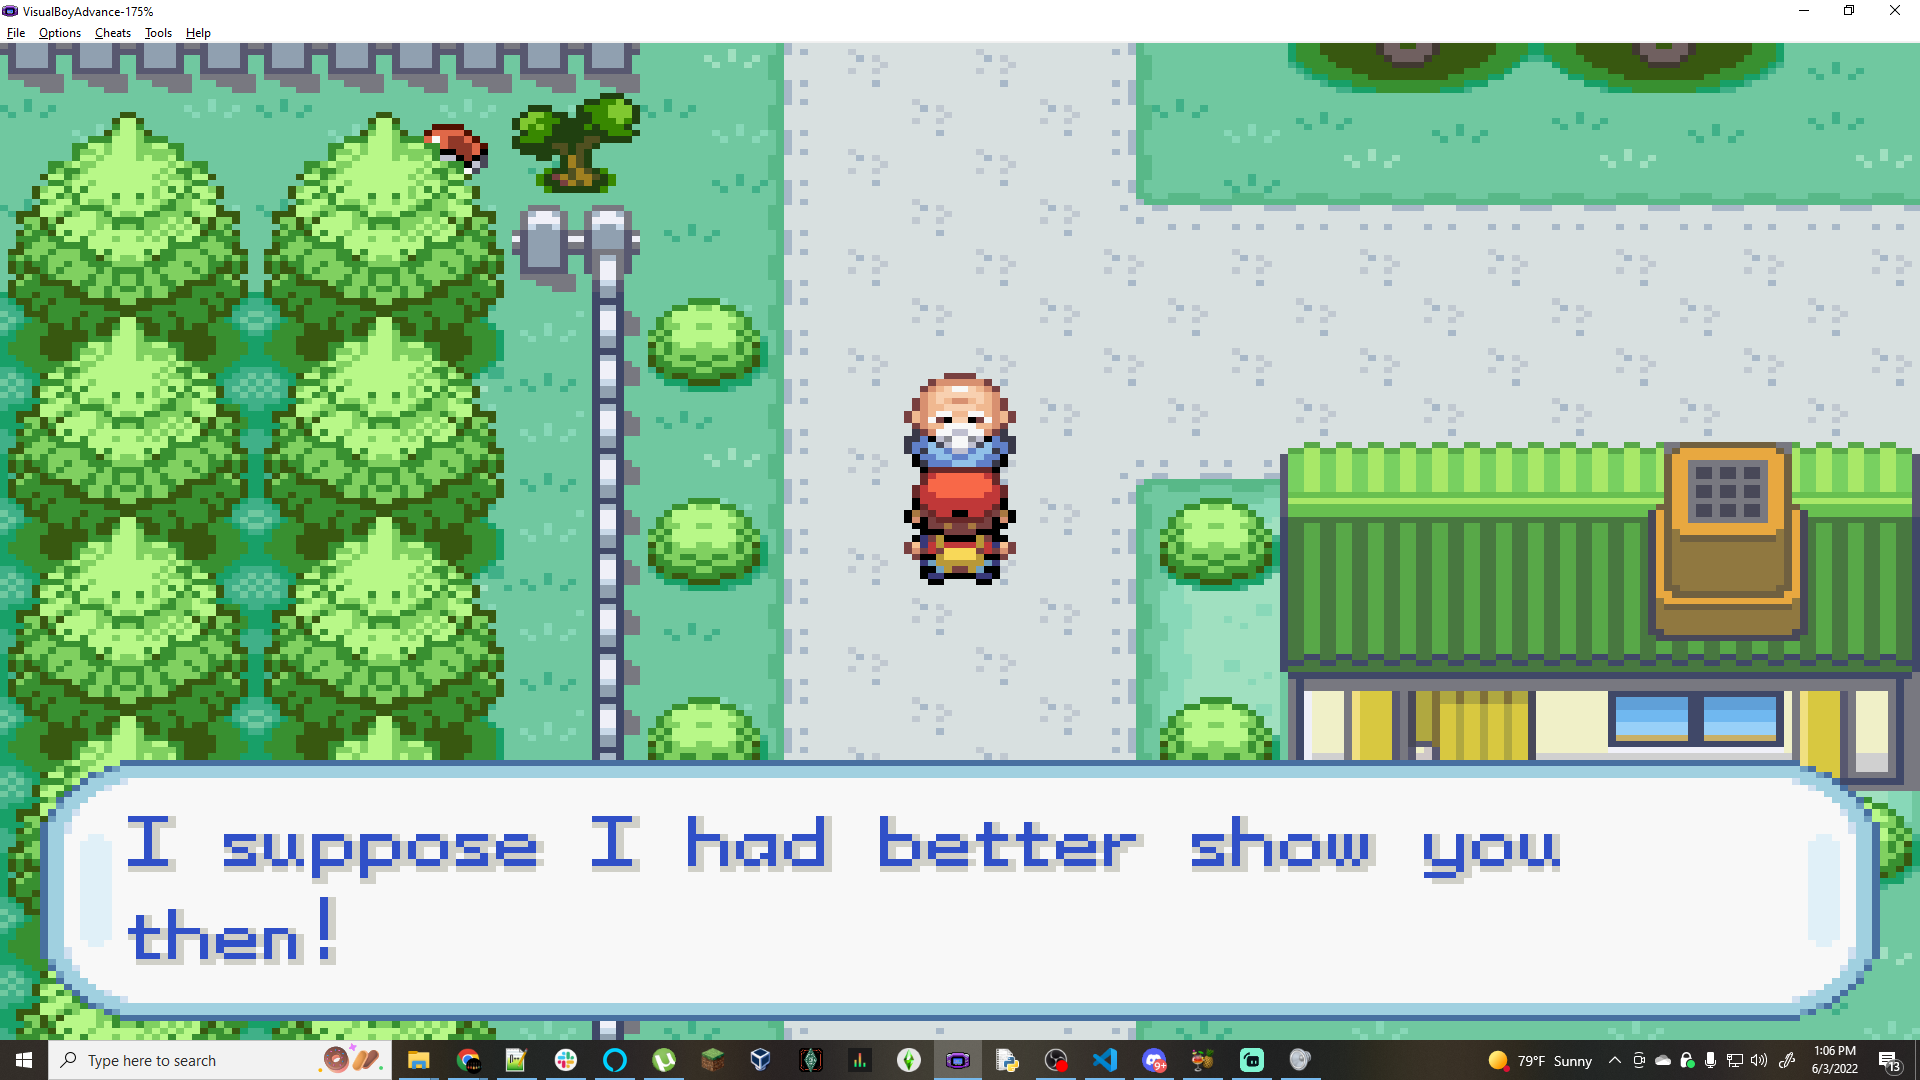 VisualBoyAdvance-175%
File Options Cheats Tools Help
I suppose I had better show you
then!
Type here to search
9+
79°F Sunny
1:06 PM
6/3/2022
13